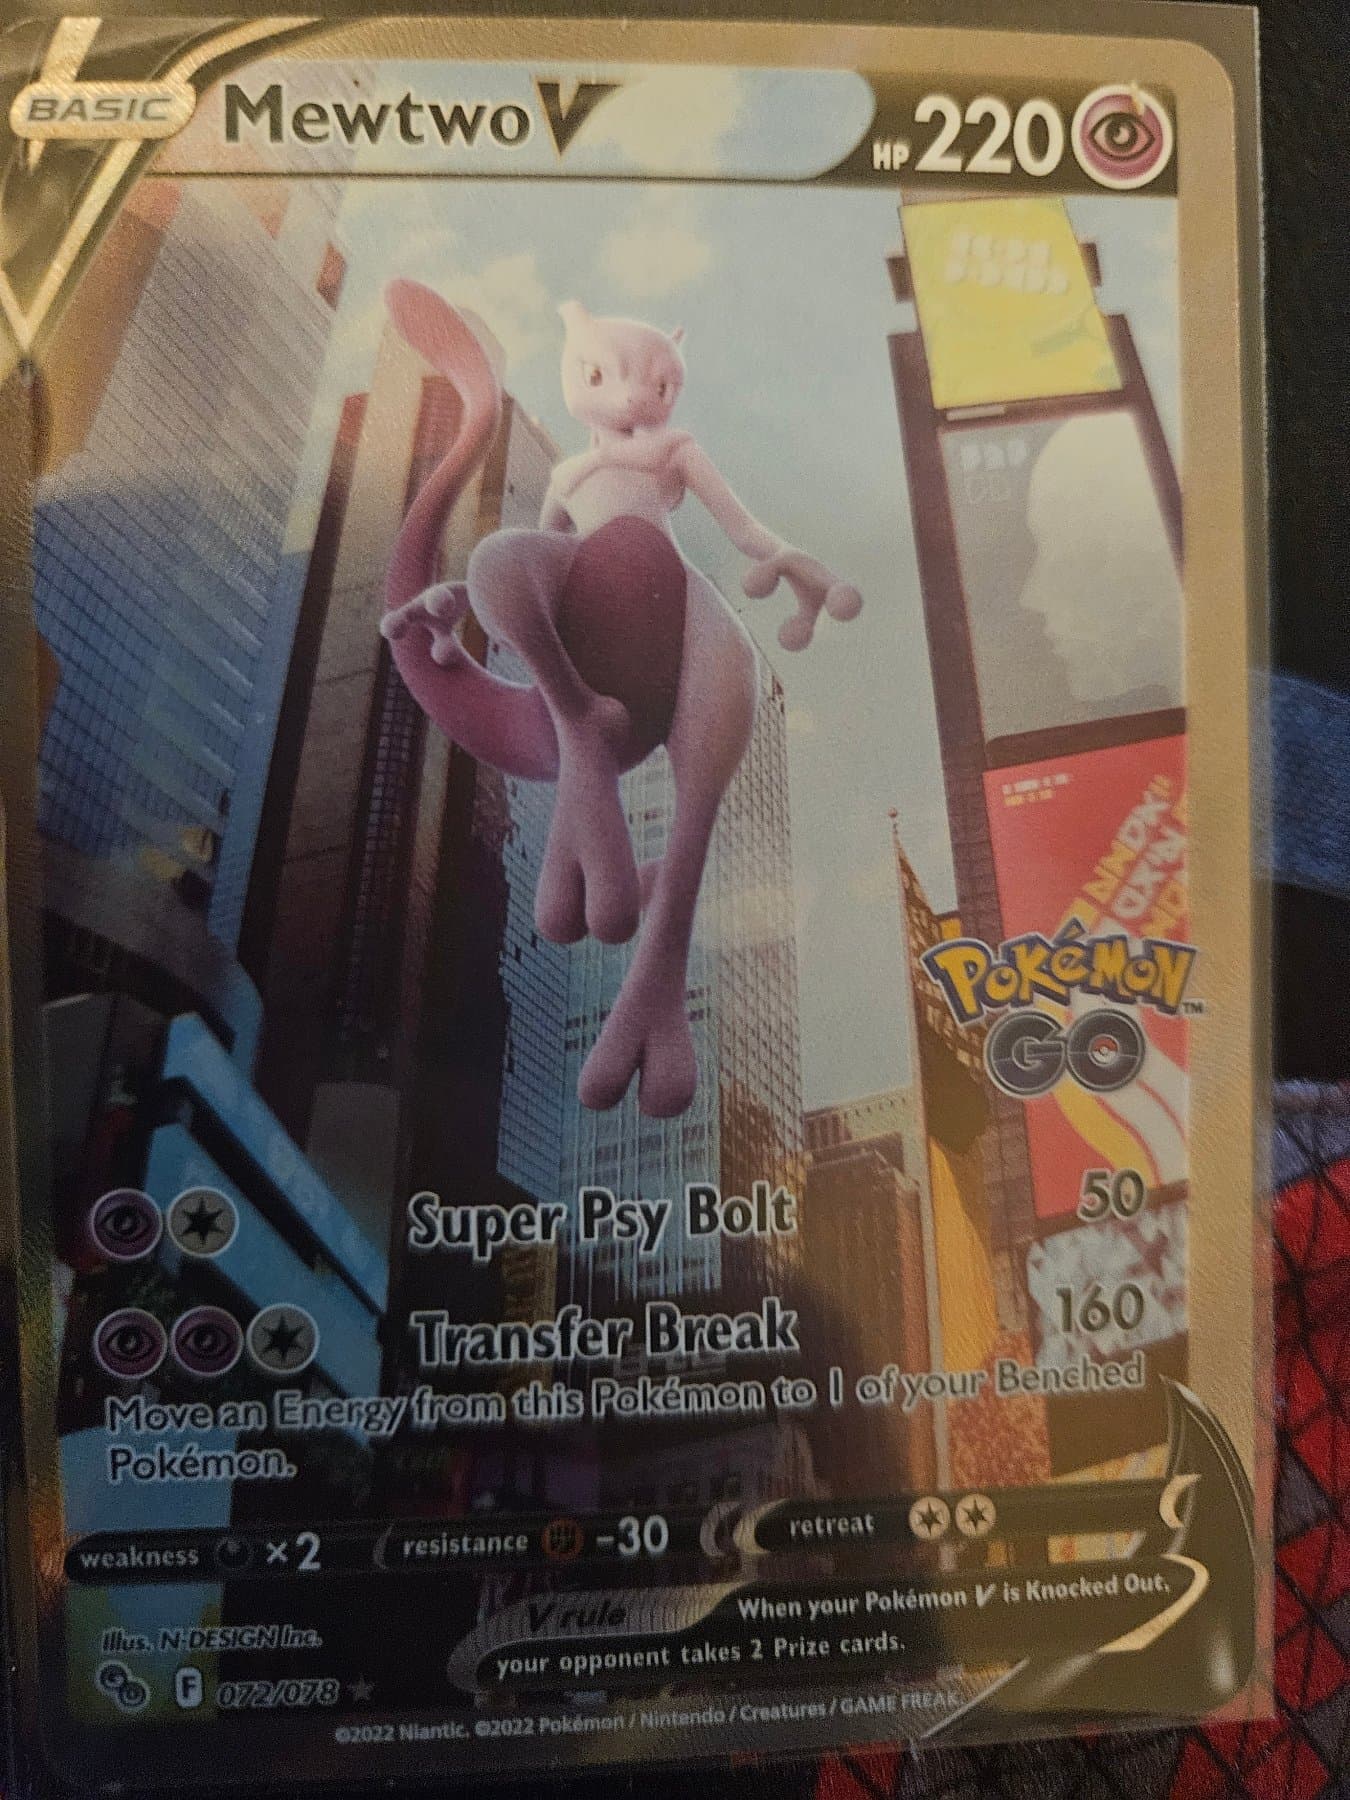 BASIC
Mewtwo V
HP 220
POKÉMON™
GO
Super Psy Bolt 50
Transfer Break 160
Move an Energy from this Pokémon to 1 of your Benched
Pokémon.
weakness ×2 resistance -30 retreat
V rule When your Pokémon V is Knocked Out,
your opponent takes 2 Prize cards.
Illus. N-DESIGN Inc.
GO F 072/078
©2022 Niantic. ©2022 Pokémon / Nintendo / Creatures / GAME FREAK.